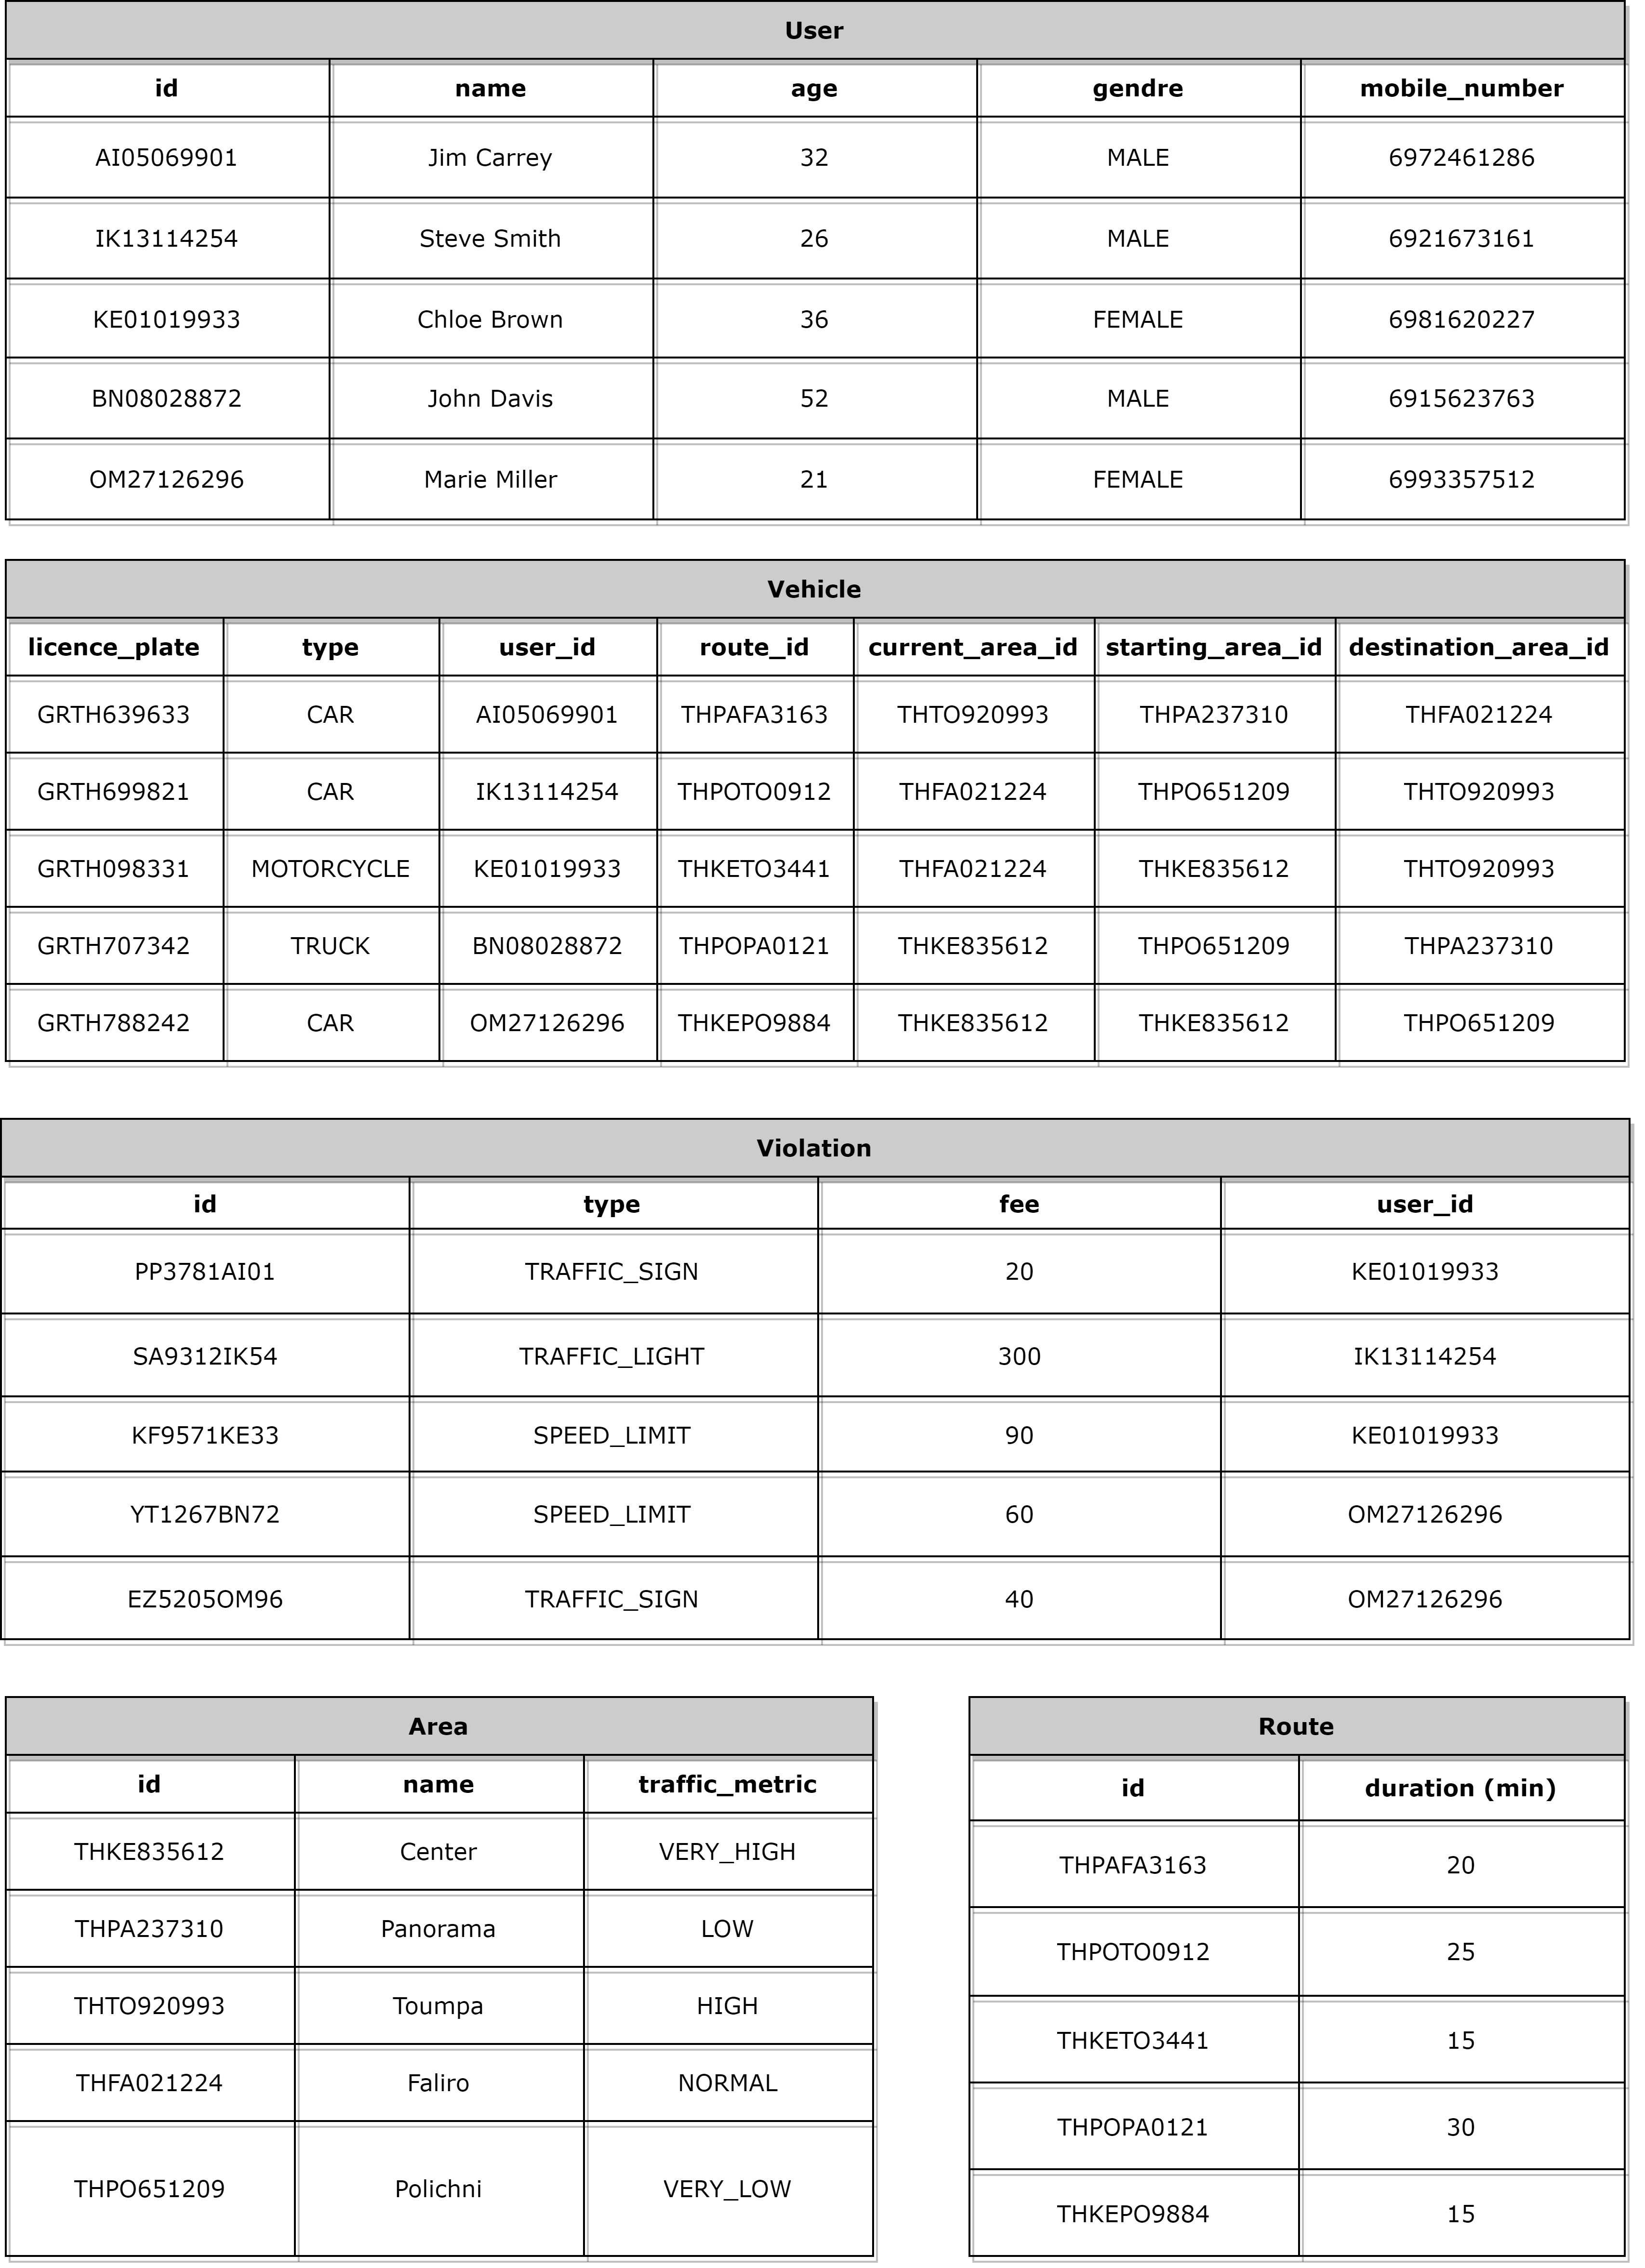 User
id name age gendre mobile_number
AI05069901 Jim Carrey 32 MALE 6972461286
IK13114254 Steve Smith 26 MALE 6921673161
KE01019933 Chloe Brown 36 FEMALE 6981620227
BN08028872 John Davis 52 MALE 6915623763
OM27126296 Marie Miller 21 FEMALE 6993357512
Vehicle
licence_plate type user_id route_id current_area_id starting_area_id destination_area_id
GRTH639633 CAR AI05069901 THPAFA3163 THTO920993 THPA237310 THFA021224
GRTH699821 CAR IK13114254 THPOTO0912 THFA021224 THPO651209 THTO920993
GRTH098331 MOTORCYCLE KE01019933 THKETO3441 THFA021224 THKE835612 THTO920993
GRTH707342 TRUCK BN08028872 THPOPA0121 THKE835612 THPO651209 THPA237310
GRTH788242 CAR OM27126296 THKEPO9884 THKE835612 THKE835612 THPO651209
Violation
id type fee user_id
PP3781AI01 TRAFFIC_SIGN 20 KE01019933
SA9312IK54 TRAFFIC_LIGHT 300 IK13114254
KF9571KE33 SPEED_LIMIT 90 KE01019933
YT1267BN72 SPEED_LIMIT 60 OM27126296
EZ5205OM96 TRAFFIC_SIGN 40 OM27126296
Area
id name traffic_metric
THKE835612 Center VERY_HIGH
THPA237310 Panorama LOW
THTO920993 Toumpa HIGH
THFA021224 Faliro NORMAL
THPO651209 Polichni VERY_LOW
Route
id duration (min)
THPAFA3163 20
THPOTO0912 25
THKETO3441 15
THPOPA0121 30
THKEPO9884 15